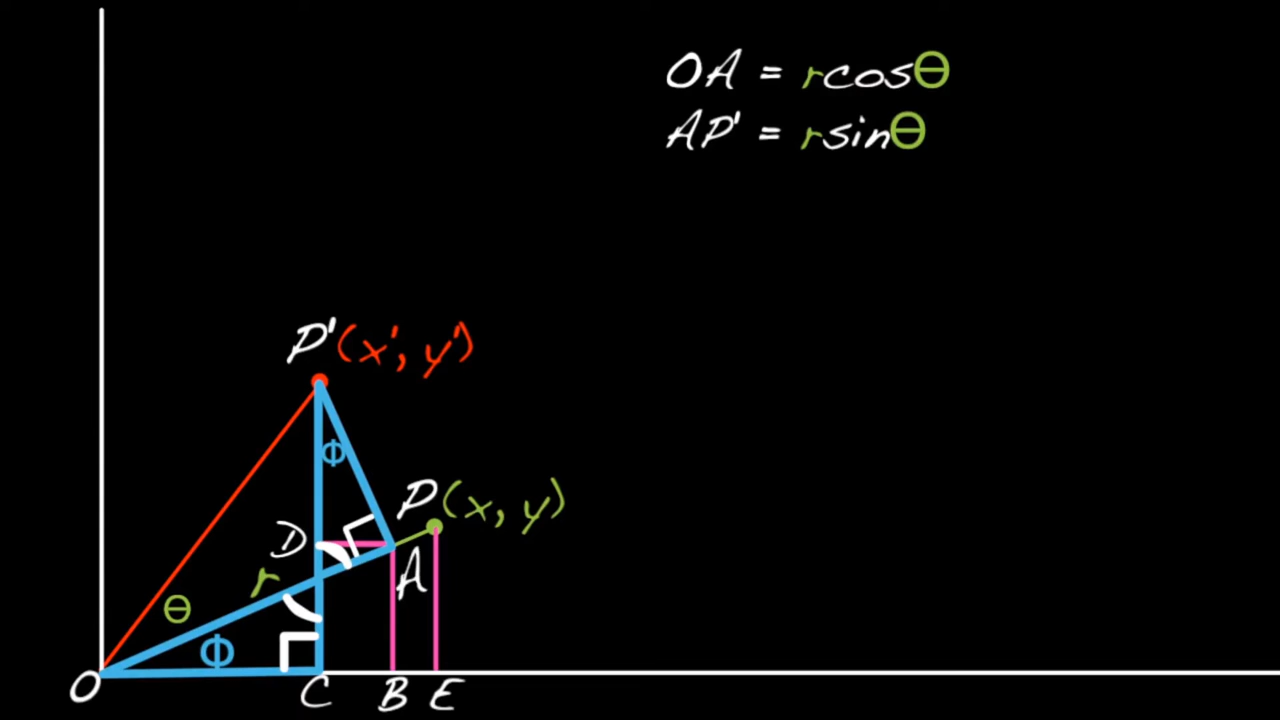 OA = rcosθ
AP' = rsinθ
P'(x', y')
Φ
P(x, y)
D
A
r
θ
Φ
O
C
B
E